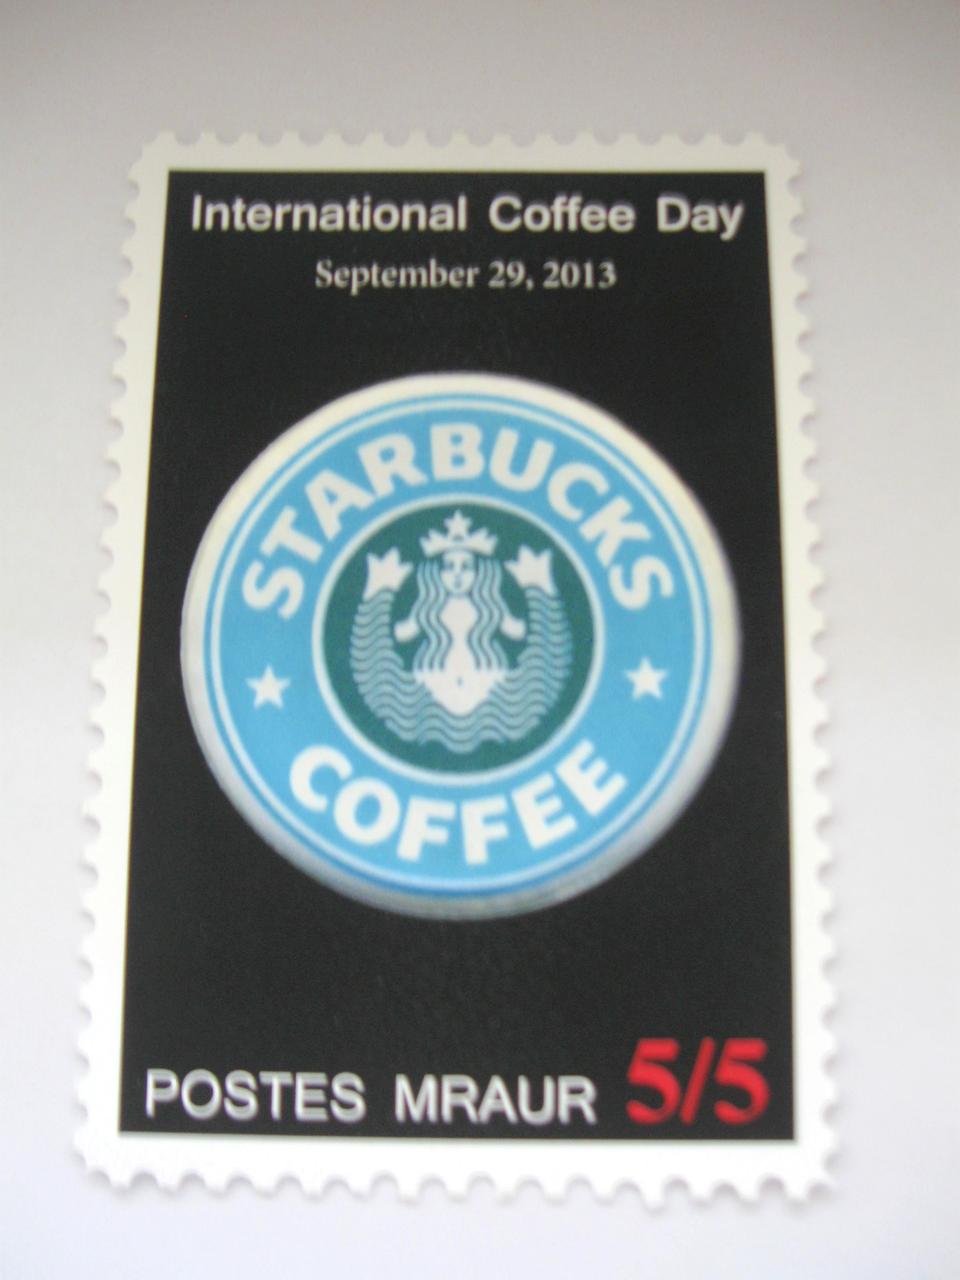 International Coffee Day
September 29, 2013
STARBUCKS
COFFEE
POSTES MRAUR 5/5